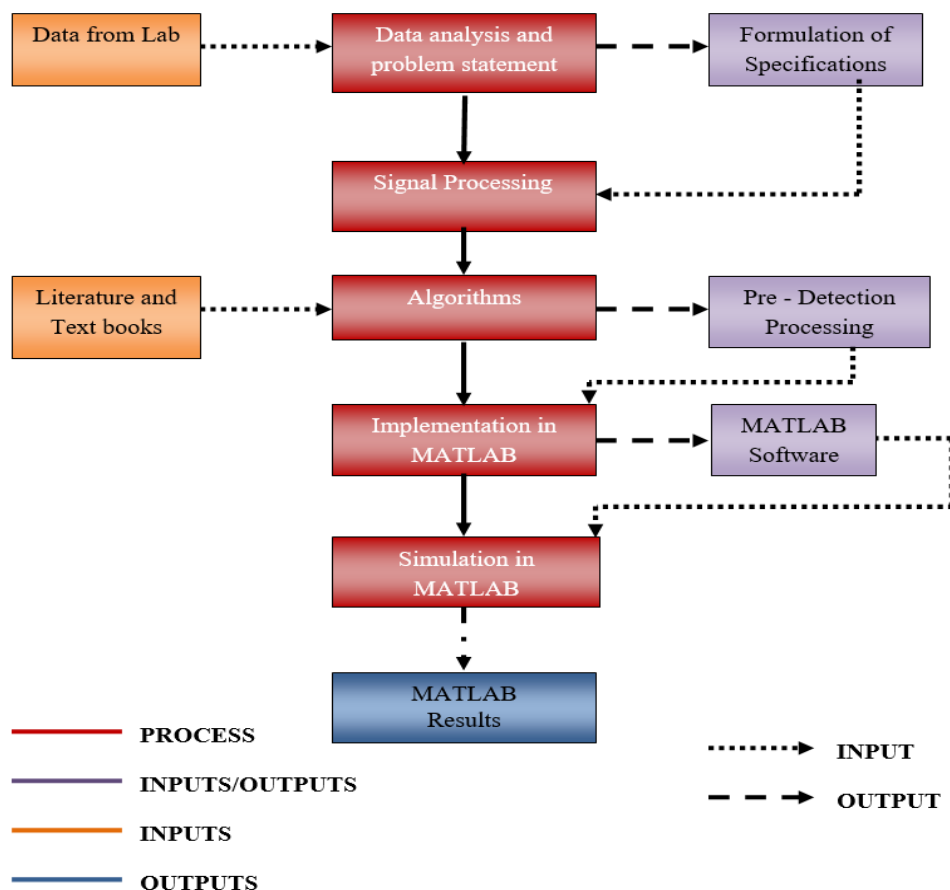 Data from Lab
Data analysis and
problem statement
Formulation of
Specifications
Signal Processing
Literature and
Text books
Algorithms
Pre - Detection
Processing
Implementation in
MATLAB
MATLAB
Software
Simulation in
MATLAB
MATLAB
Results
PROCESS
INPUTS/OUTPUTS
INPUTS
OUTPUTS
INPUT
OUTPUT